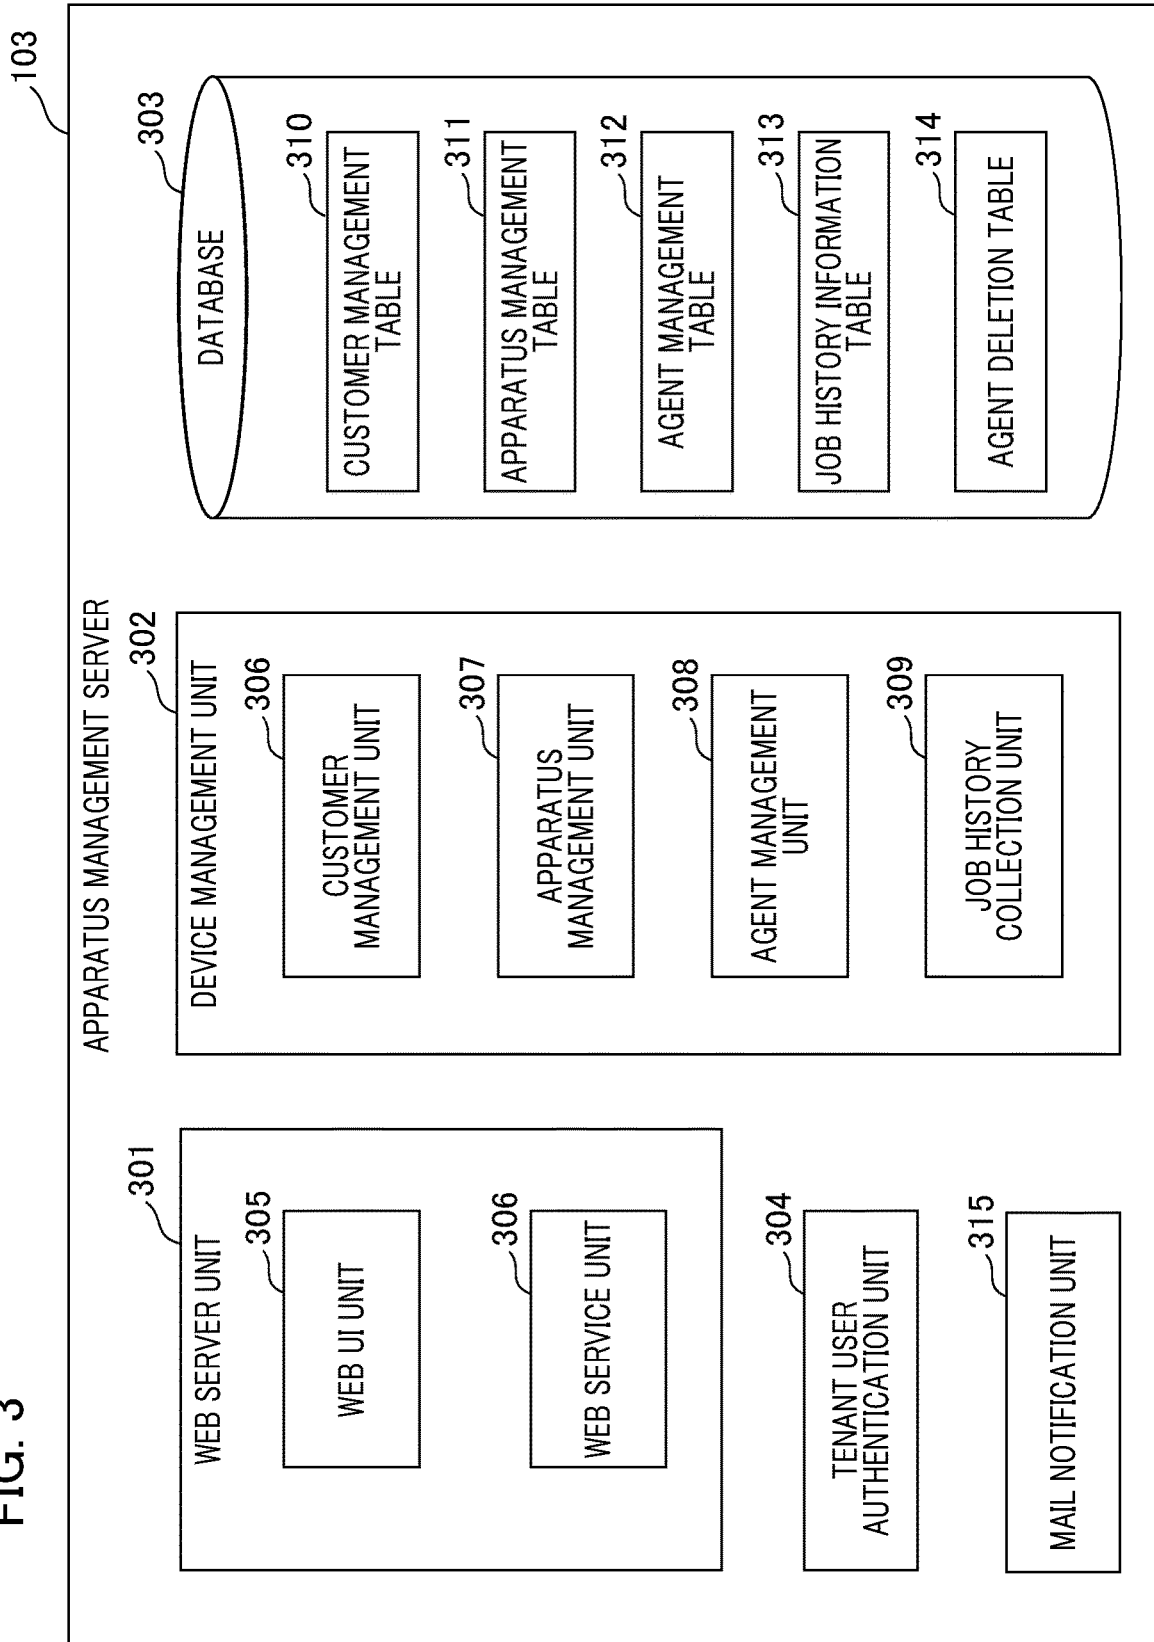 FIG. 3
103
APPARATUS MANAGEMENT SERVER
301
WEB SERVER UNIT
305
WEB UI UNIT
306
WEB SERVICE UNIT
304
TENANT USER
AUTHENTICATION UNIT
315
MAIL NOTIFICATION UNIT
302
DEVICE MANAGEMENT UNIT
306
CUSTOMER
MANAGEMENT UNIT
307
APPARATUS
MANAGEMENT UNIT
308
AGENT MANAGEMENT
UNIT
309
JOB HISTORY
COLLECTION UNIT
303
DATABASE
310
CUSTOMER MANAGEMENT
TABLE
311
APPARATUS MANAGEMENT
TABLE
312
AGENT MANAGEMENT
TABLE
313
JOB HISTORY INFORMATION
TABLE
314
AGENT DELETION TABLE